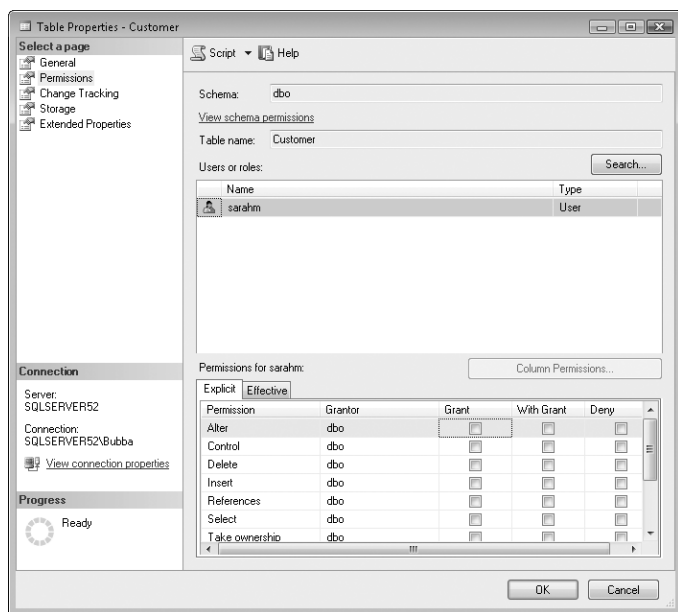 Table Properties - Customer
Select a page
General
Permissions
Change Tracking
Storage
Extended Properties
Script Help
Schema: dbo
View schema permissions
Table name: Customer
Users or roles: Search...
Name Type
sarahm User
Connection
Server:
SQLSERVER52
Connection:
SQLSERVER52\Bubba
View connection properties
Progress
Ready
Permissions for sarahm: Column Permissions...
Explicit Effective
Permission Grantor Grant With Grant Deny
Alter dbo
Control dbo
Delete dbo
Insert dbo
References dbo
Select dbo
Take ownership dbo
OK Cancel